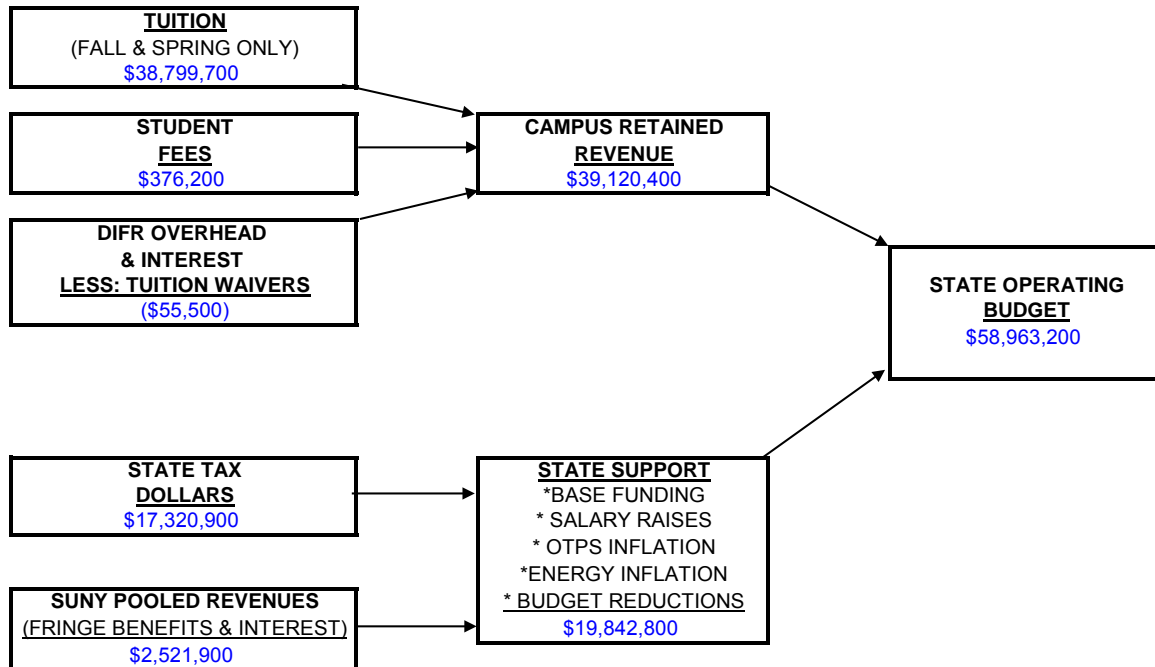 TUITION
(FALL & SPRING ONLY)
$38,799,700
STUDENT
FEES
$376,200
DIFR OVERHEAD
& INTEREST
LESS: TUITION WAIVERS
($55,500)
CAMPUS RETAINED
REVENUE
$39,120,400
STATE OPERATING
BUDGET
$58,963,200
STATE TAX
DOLLARS
$17,320,900
SUNY POOLED REVENUES
(FRINGE BENEFITS & INTEREST)
$2,521,900
STATE SUPPORT
*BASE FUNDING
* SALARY RAISES
* OTPS INFLATION
*ENERGY INFLATION
* BUDGET REDUCTIONS
$19,842,800